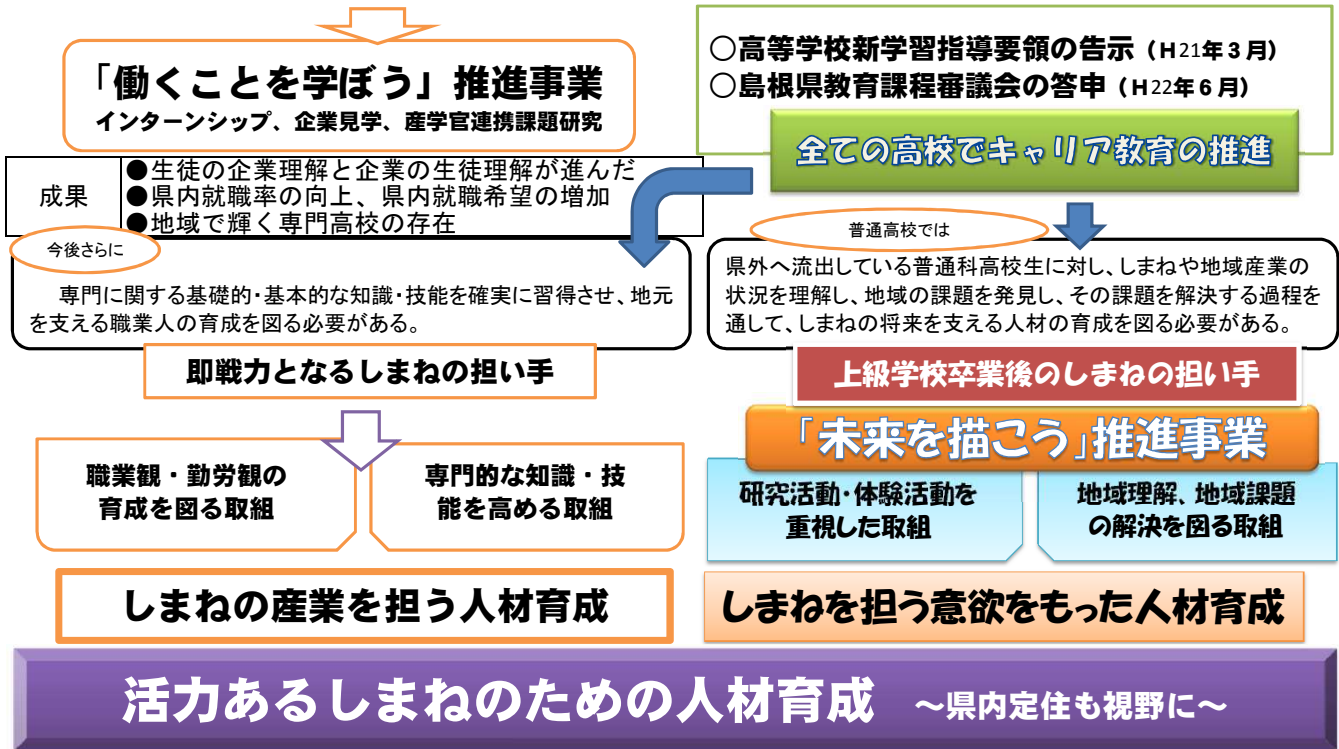 「働くことを学ぼう」推進事業
インターンシップ、企業見学、産学官連携課題研究
成果
●生徒の企業理解と企業の生徒理解が進んだ
●県内就職率の向上、県内就職希望の増加
●地域で輝く専門高校の存在
今後さらに
専門に関する基礎的・基本的な知識・技能を確実に習得させ、地元
を支える職業人の育成を図る必要がある。
即戦力となるしまねの担い手
職業観・勤労観の
育成を図る取組
専門的な知識・技
能を高める取組
しまねの産業を担う人材育成
○高等学校新学習指導要領の告示（H21年3月）
○島根県教育課程審議会の答申（H22年6月）
全ての高校でキャリア教育の推進
普通高校では
県外へ流出している普通科高校生に対し、しまねや地域産業の
状況を理解し、地域の課題を発見し、その課題を解決する過程を
通して、しまねの将来を支える人材の育成を図る必要がある。
上級学校卒業後のしまねの担い手
「未来を描こう」推進事業
研究活動・体験活動を
重視した取組
地域理解、地域課題
の解決を図る取組
しまねを担う意欲をもった人材育成
活力あるしまねのための人材育成 ～県内定住も視野に～